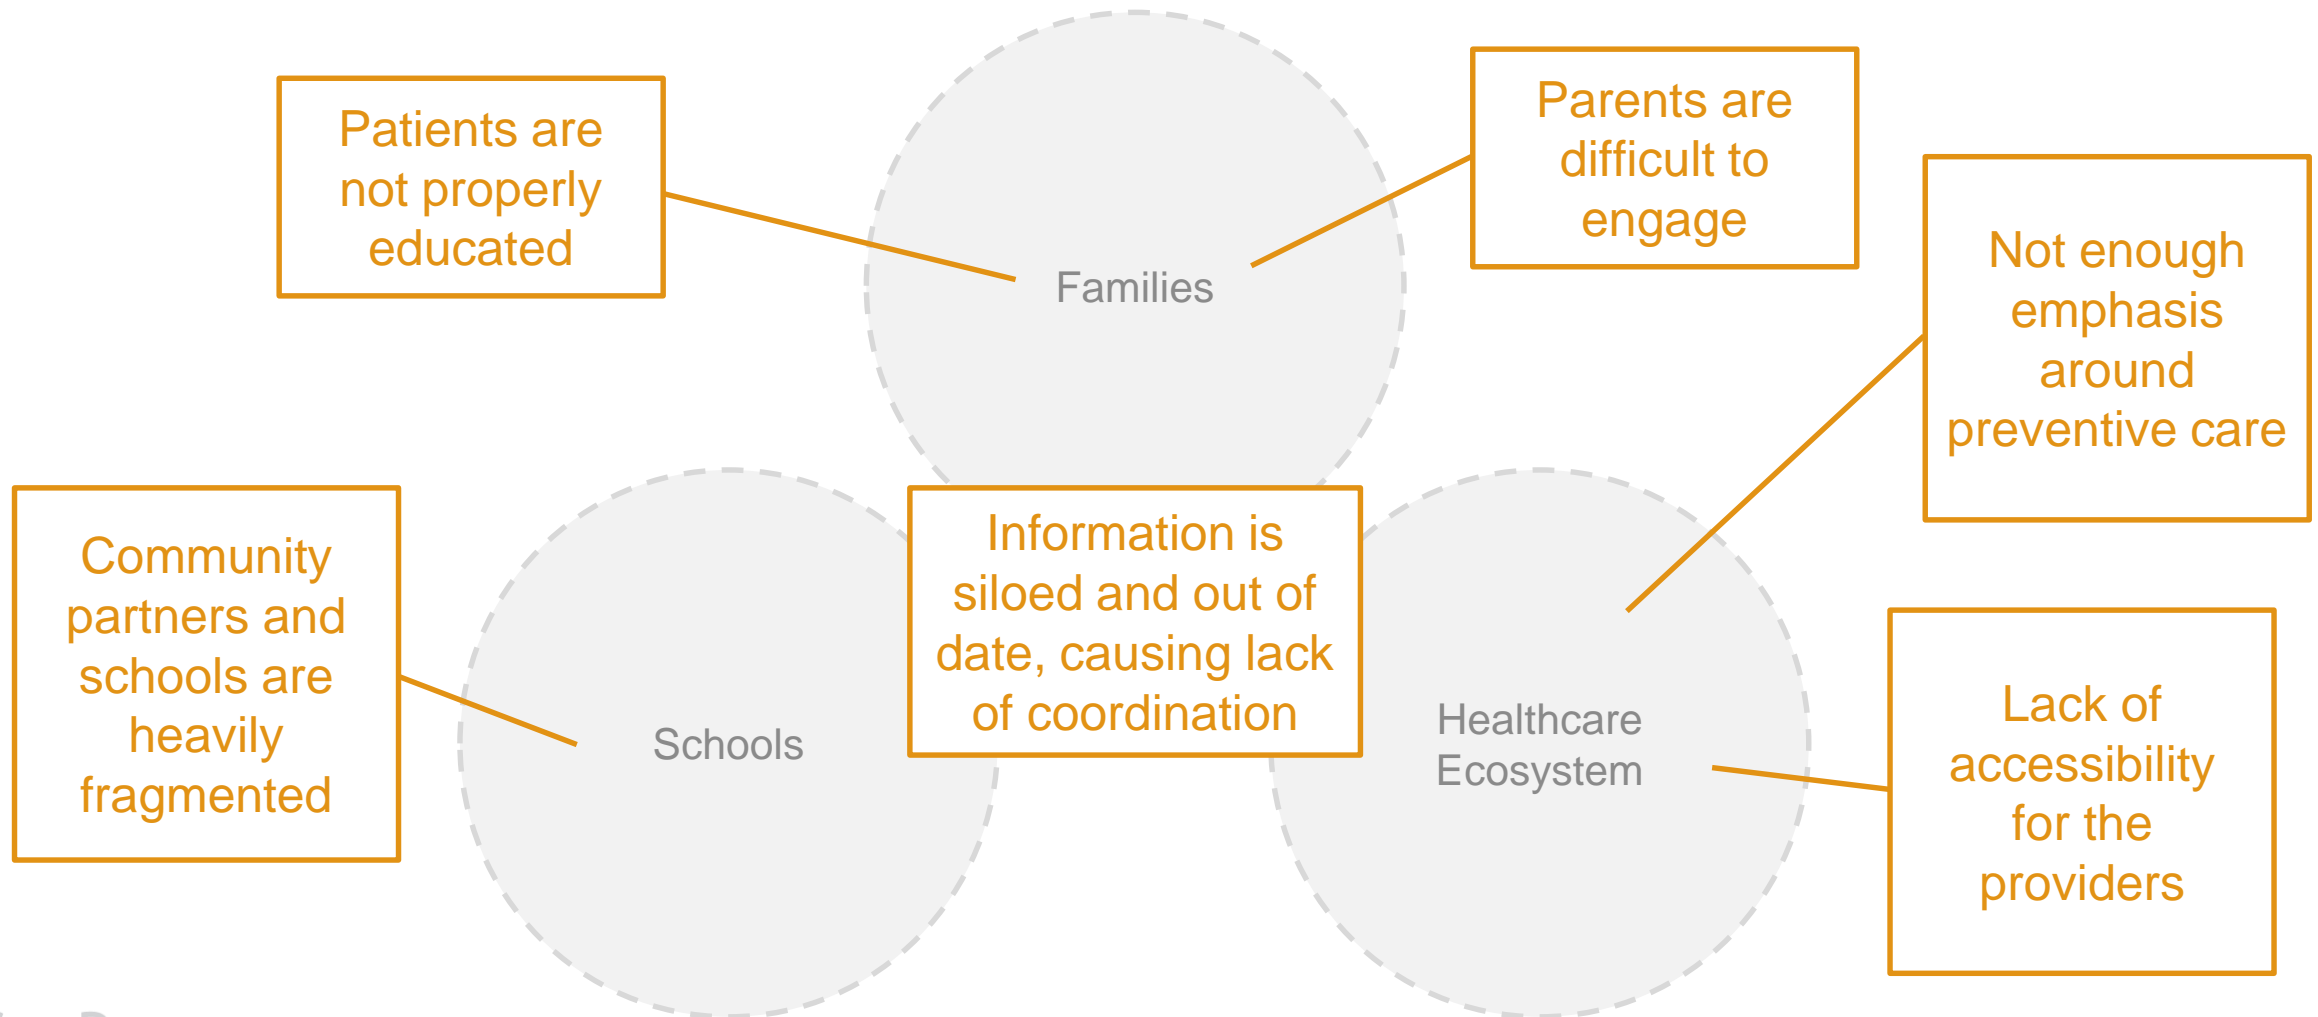 Patients are
not properly
educated
Parents are
difficult to
engage
Families
Not enough
emphasis
around
preventive care
Community
partners and
schools are
heavily
fragmented
Schools
Information is
siloed and out of
date, causing lack
of coordination
Healthcare
Ecosystem
Lack of
accessibility
for the
providers